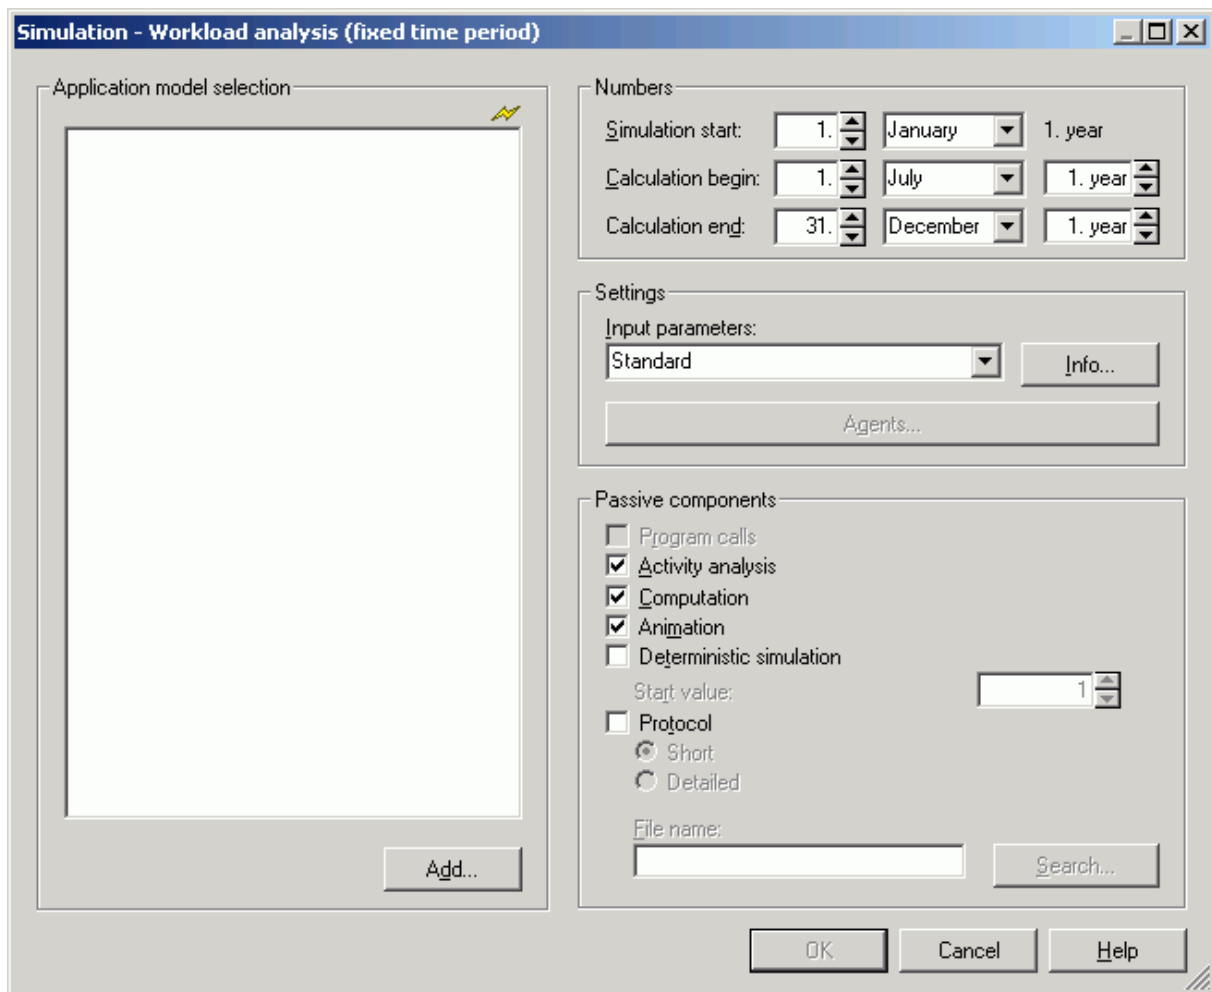 Simulation - Workload analysis (fixed time period)
Application model selection
Add...
Numbers
Simulation start: 1. January 1. year
Calculation begin: 1. July 1. year
Calculation end: 31. December 1. year
Settings
Input parameters:
Standard Info...
Agents...
Passive components
Program calls
Activity analysis
Computation
Animation
Deterministic simulation
Start value: 1
Protocol
Short
Detailed
File name:
Search...
OK Cancel Help